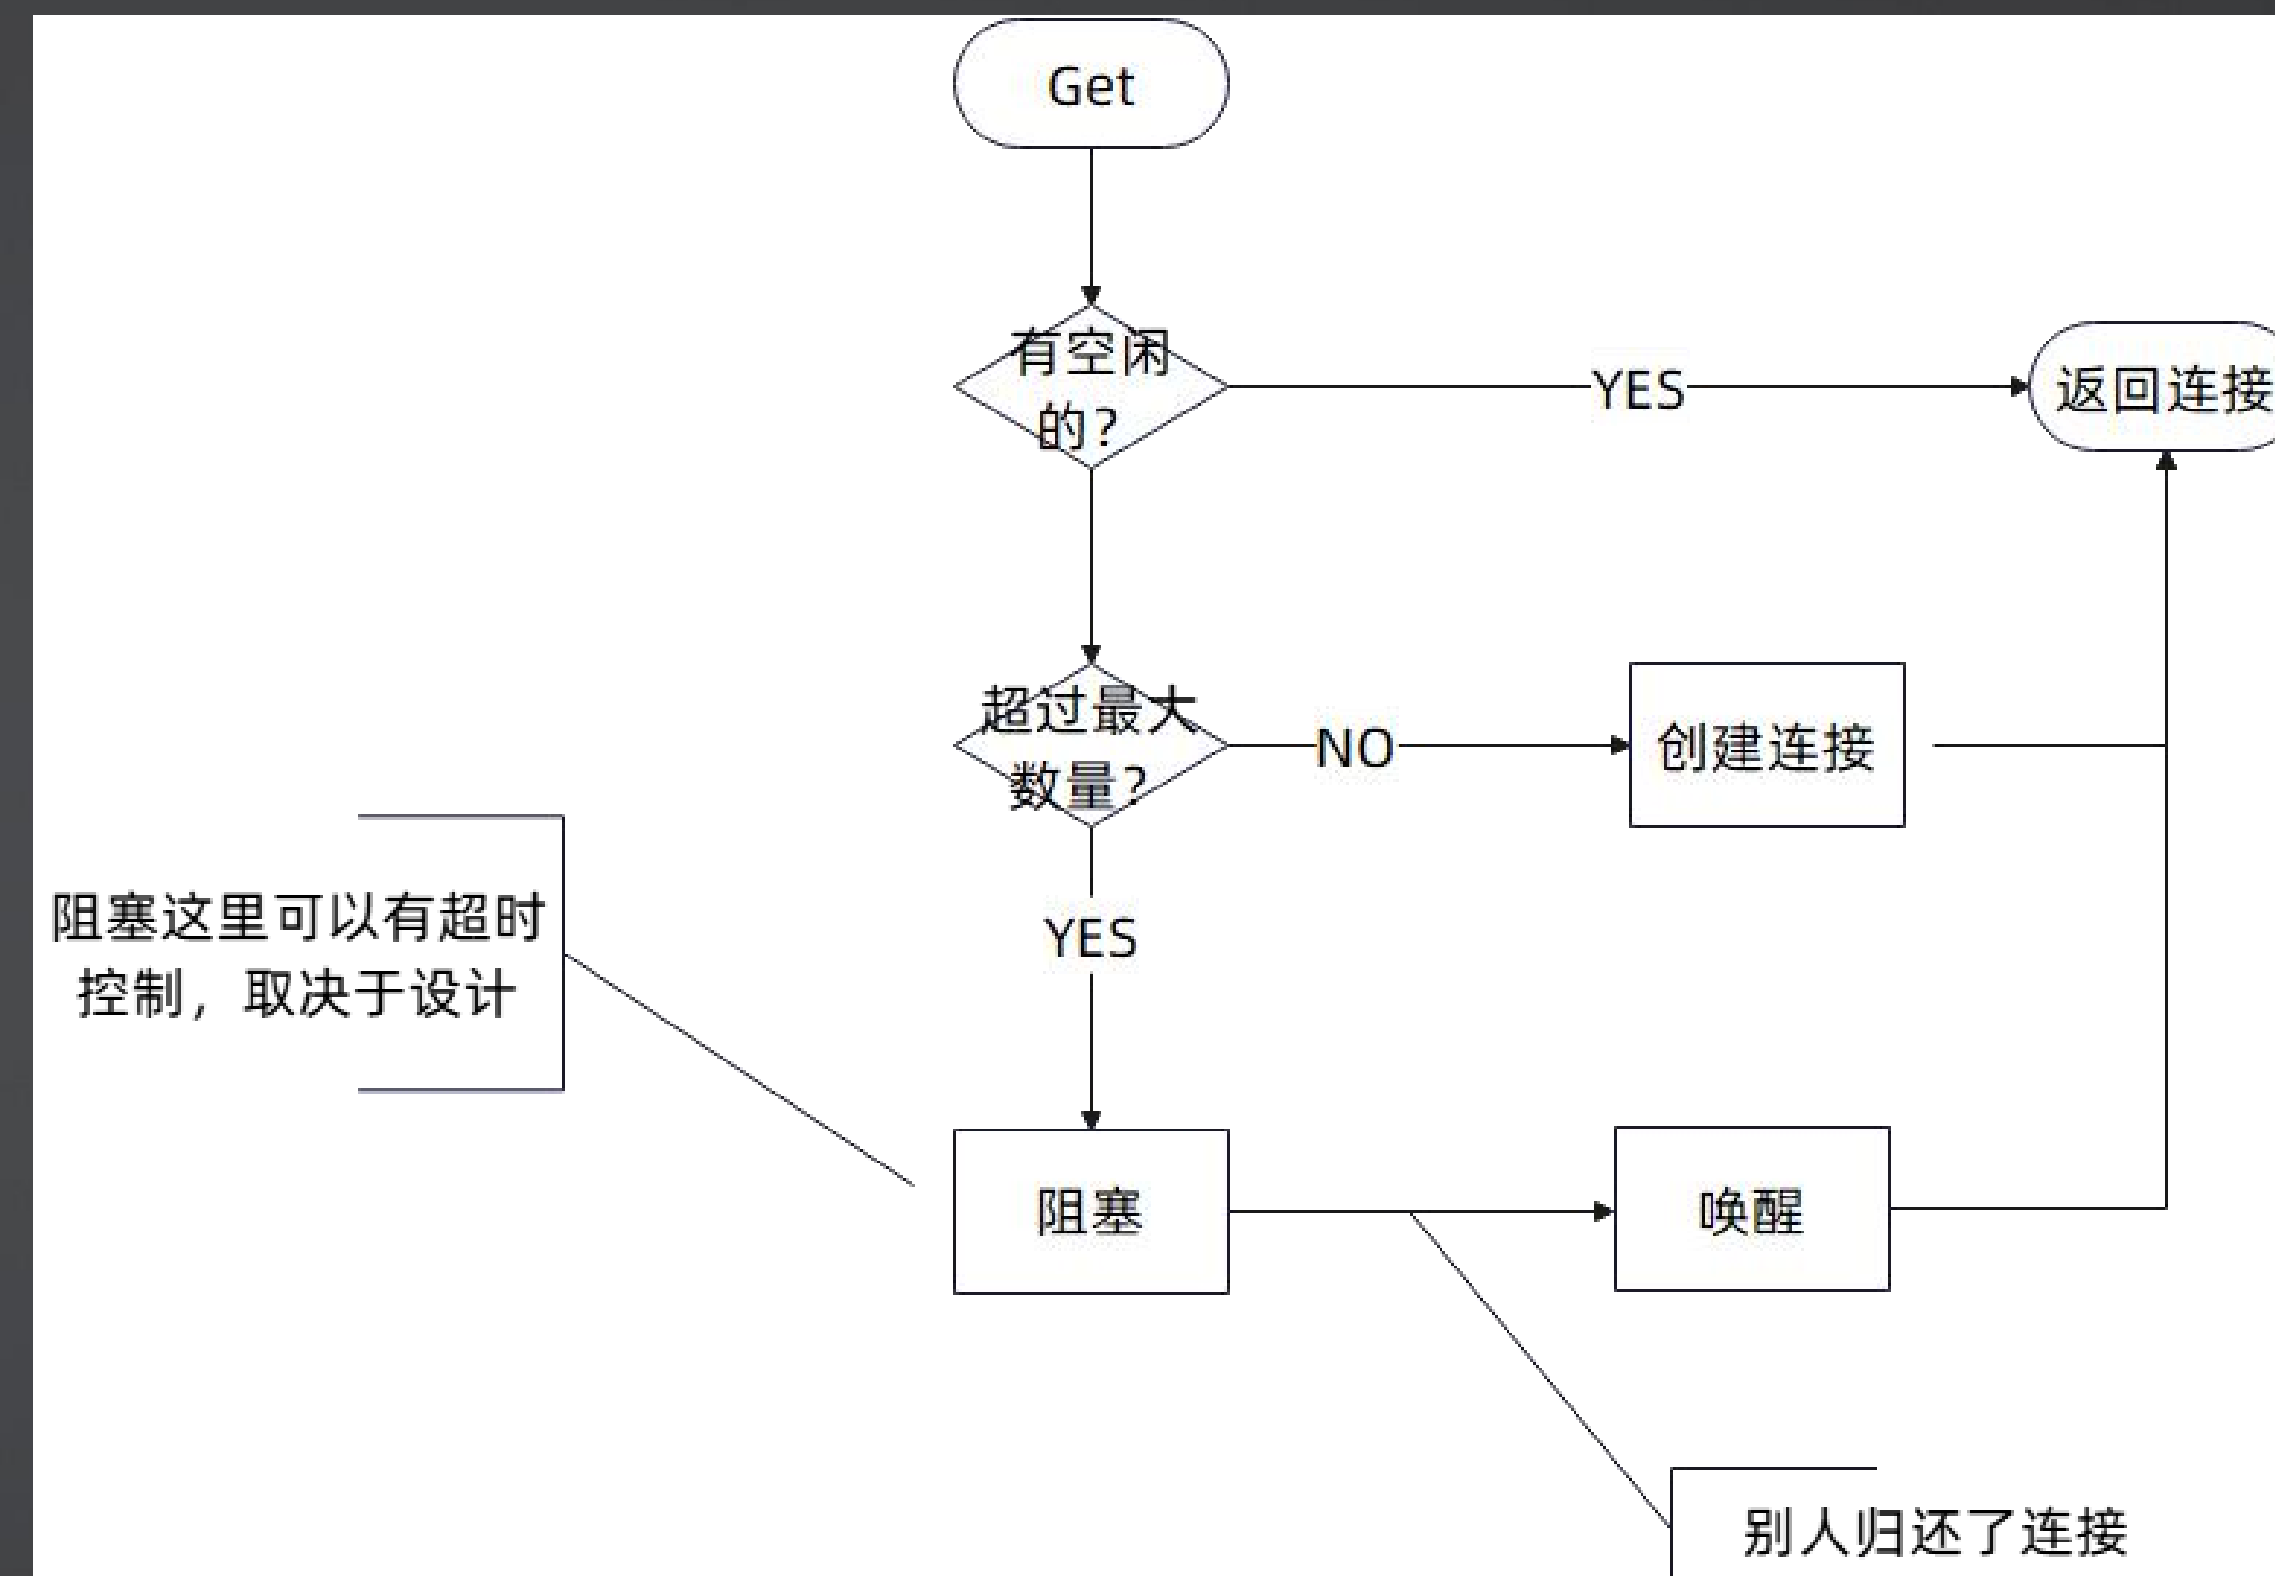 Get
有空闲
的?
YES
返回连接
超过最大
数量?
NO
创建连接
YES
阻塞这里可以有超时
控制，取决于设计
阻塞
唤醒
别人归还了连接